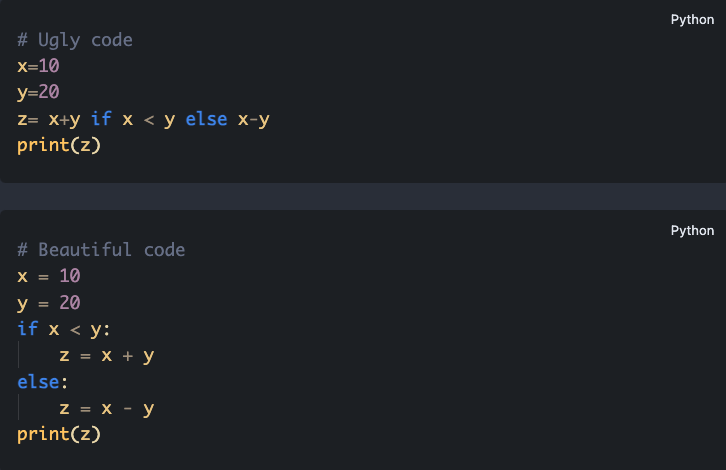 Python
# Ugly code
x=10
y=20
z= x+y if x < y else x-y
print(z)
Python
# Beautiful code
x = 10
y = 20
if x < y:
    z = x + y
else:
    z = x - y
print(z)